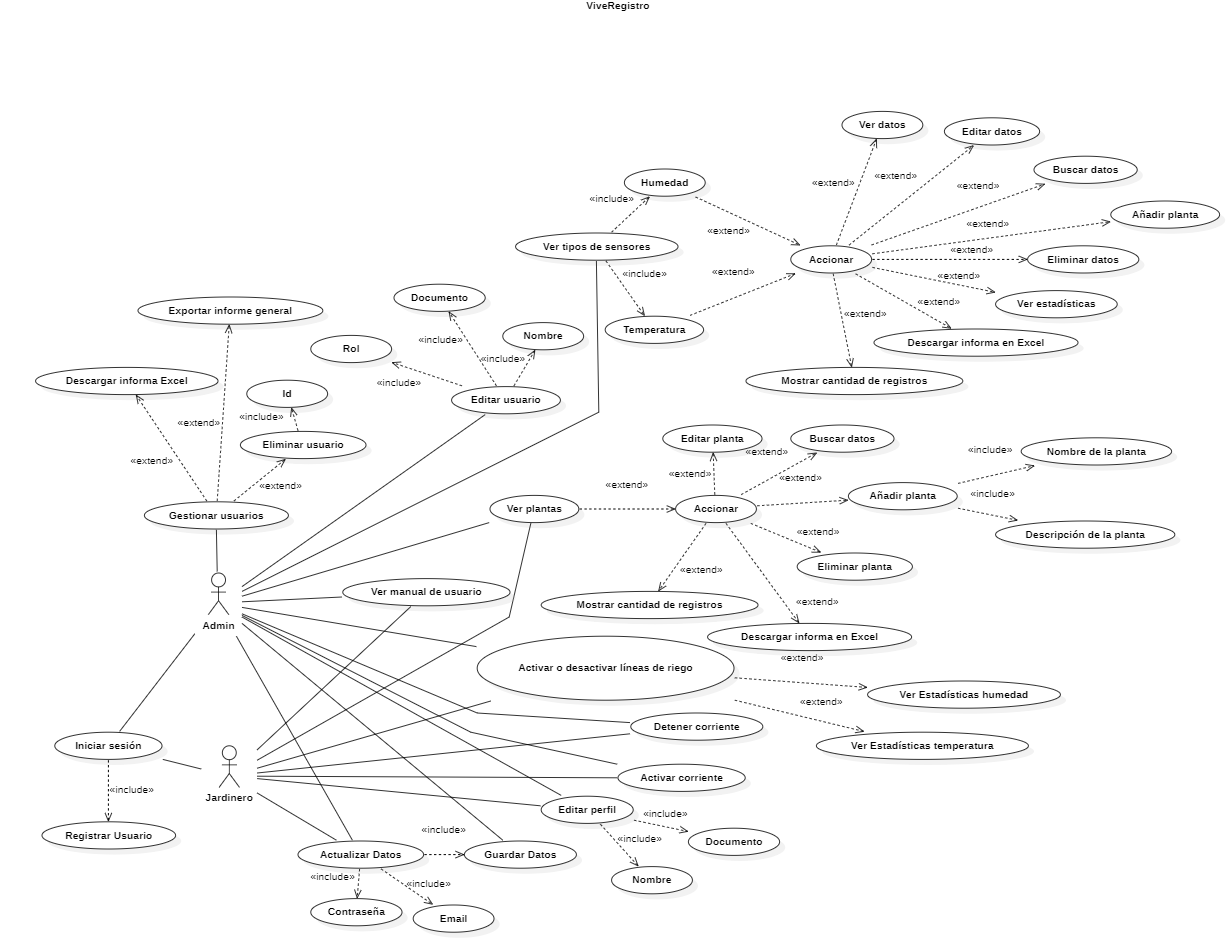 ViveRegistro
Ver datos
Editar datos
Buscar datos
Humedad
«extend»
«extend»
«extend»
«include»
Añadir planta
«extend»
«extend»
Ver tipos de sensores
«extend»
Accionar
Eliminar datos
«include»
«extend»
«extend»
Documento
Exportar informe general
«extend»
Ver estadísticas
«extend»
Temperatura
Nombre
«include»
Descargar informa en Excel
Rol
«include»
Descargar informa Excel
«include»
Mostrar cantidad de registros
Id
Editar usuario
«include»
«extend»
Editar planta
Buscar datos
Eliminar usuario
«extend»
«include»
Nombre de la planta
«extend»
«extend»
«extend»
«extend»
«extend»
Añadir planta
«include»
Gestionar usuarios
Ver plantas
Accionar
«extend»
Descripción de la planta
Eliminar planta
«extend»
Ver manual de usuario
Mostrar cantidad de registros
«extend»
Admin
Descargar informa en Excel
«extend»
Activar o desactivar líneas de riego
Ver Estadísticas humedad
«extend»
Detener corriente
Iniciar sesión
Ver Estadísticas temperatura
Activar corriente
«include»
Jardinero
Editar perfil
«include»
Registrar Usuario
«include»
«include»
Documento
Actualizar Datos
Guardar Datos
«include»
«include»
Nombre
Contraseña
Email